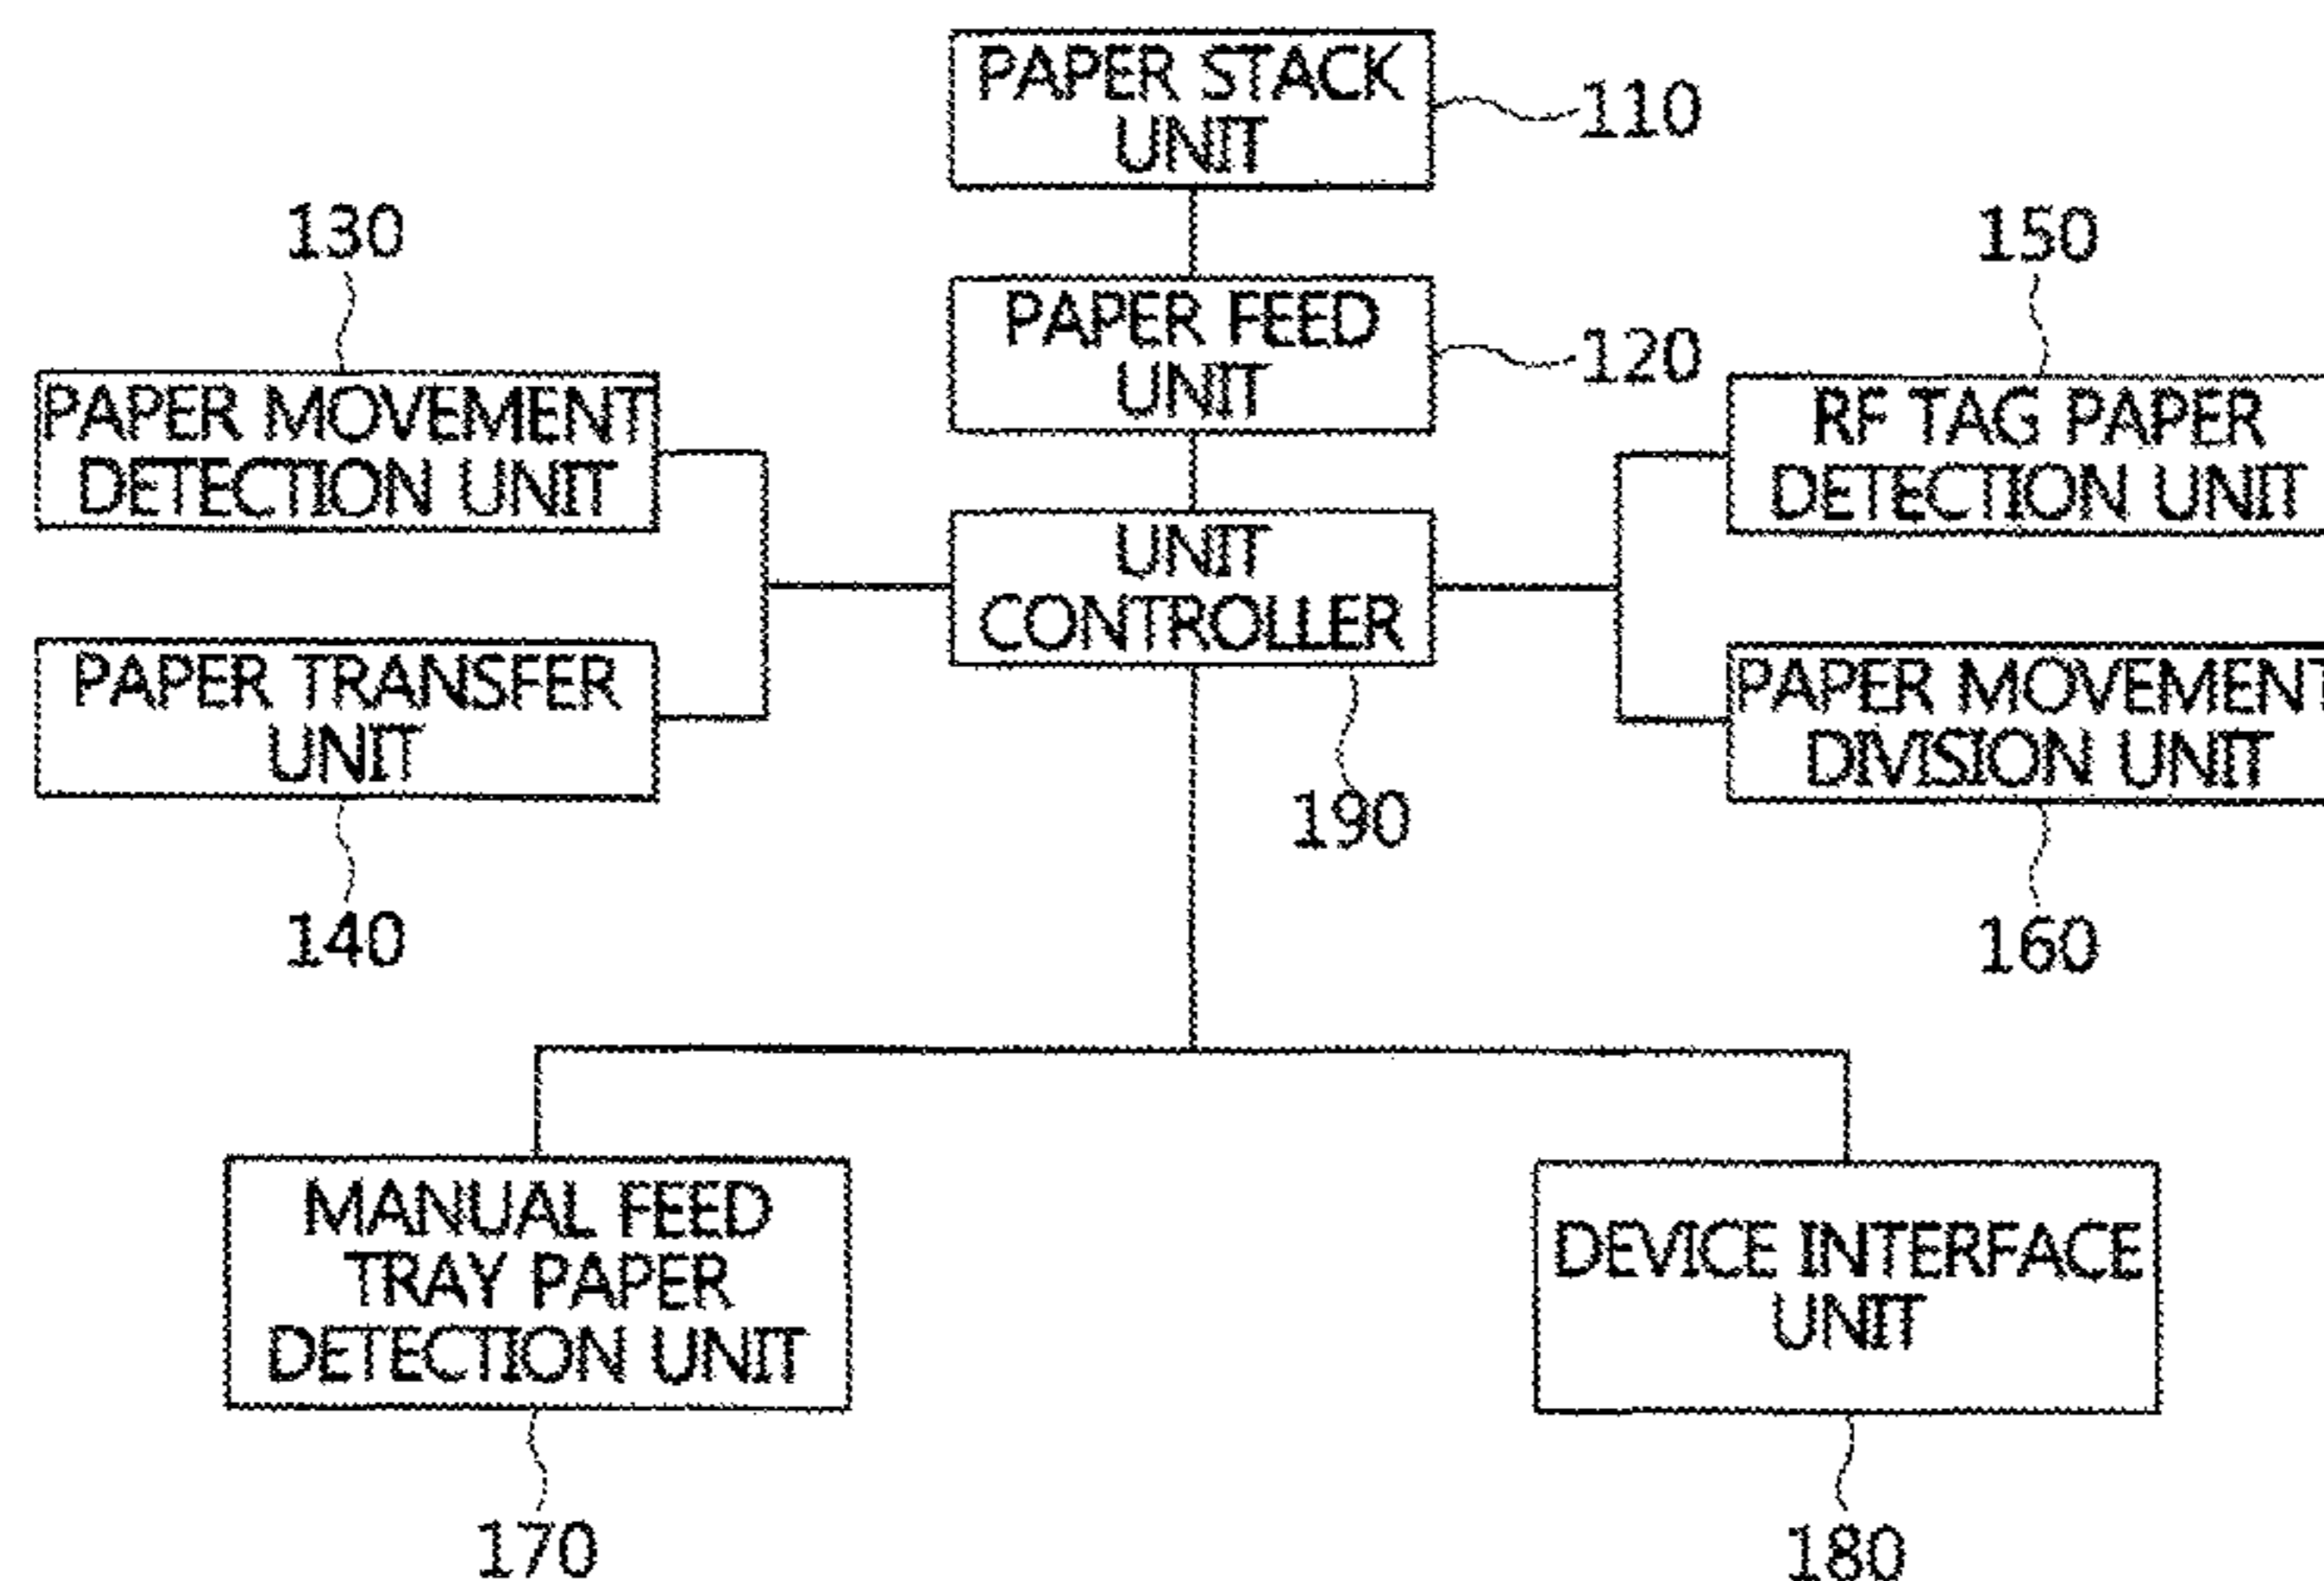 PAPER STACK
UNIT
110
130
150
PAPER FEED
UNIT
120
PAPER MOVEMENT
DETECTION UNIT
RF TAG PAPER
DETECTION UNIT
UNIT
CONTROLLER
190
PAPER TRANSFER
UNIT
140
PAPER MOVEMENT
DIVISION UNIT
160
MANUAL FEED
TRAY PAPER
DETECTION UNIT
170
DEVICE INTERFACE
UNIT
180